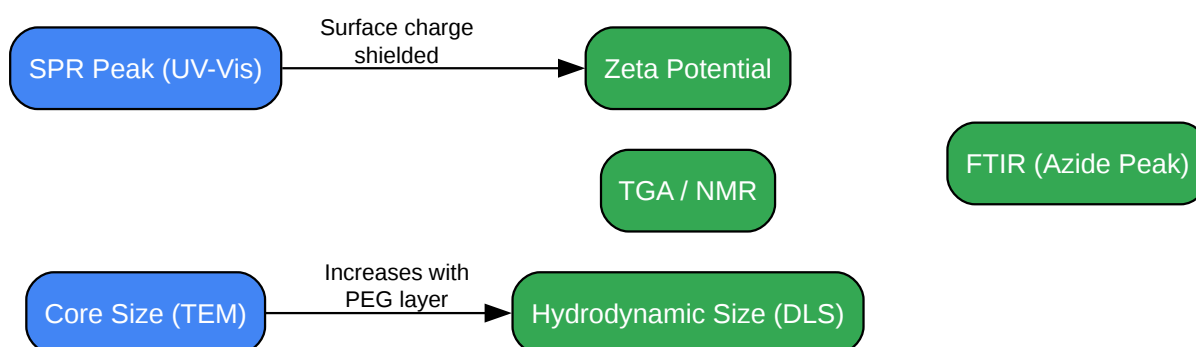 Surface charge
shielded
SPR Peak (UV-Vis)
Zeta Potential
FTIR (Azide Peak)
TGA / NMR
Increases with
PEG layer
Core Size (TEM)
Hydrodynamic Size (DLS)